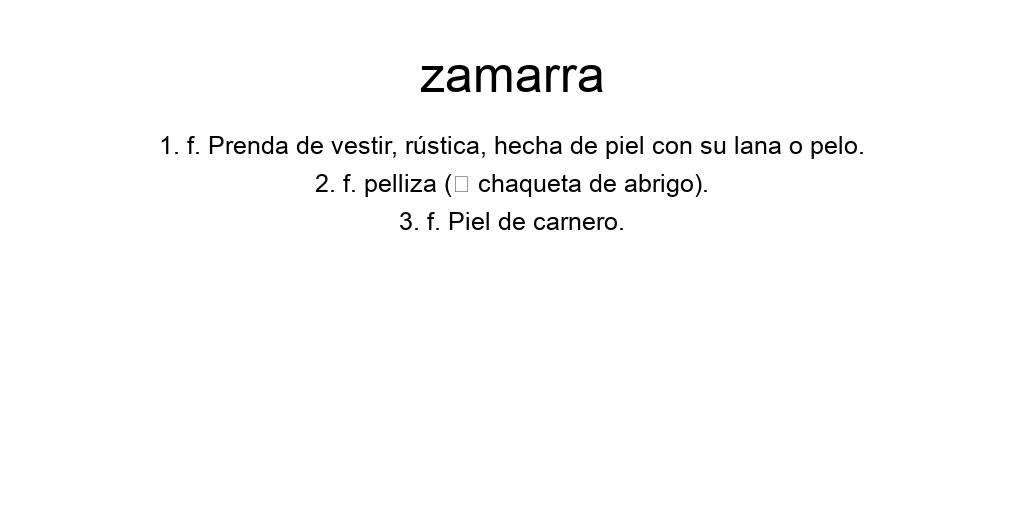 zamarra
1. f. Prenda de vestir, rústica, hecha de piel con su lana o pelo.
2. f. pelliza (▯ chaqueta de abrigo).
3. f. Piel de carnero.